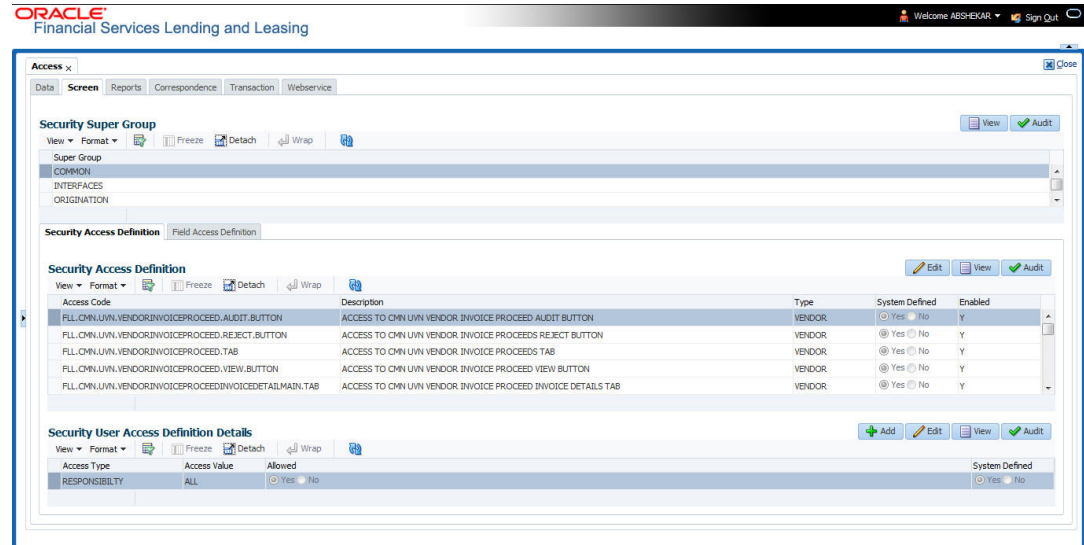 ORACLE
Financial Services Lending and Leasing
Welcome ABSHEKAR Sign Out
Access x
Close
Data Screen Reports Correspondence Transaction Webservice
Security Super Group
View Audit
View Format Freeze Detach Wrap
Super Group
COMMON
INTERFACES
ORIGINATION
Security Access Definition Field Access Definition
Security Access Definition
Edit View Audit
View Format Freeze Detach Wrap
Access Code Description Type System Defined Enabled
FLL.CMN.UVN.VENDORINVOICEPROCEED.AUDIT.BUTTON ACCESS TO CMN UVN VENDOR INVOICE PROCEED AUDIT BUTTON VENDOR Yes No Y
FLL.CMN.UVN.VENDORINVOICEPROCEED.REJECT.BUTTON ACCESS TO CMN UVN VENDOR INVOICE PROCEEDS REJECT BUTTON VENDOR Yes No Y
FLL.CMN.UVN.VENDORINVOICEPROCEED.TAB ACCESS TO CMN UVN VENDOR INVOICE PROCEEDS TAB VENDOR Yes No Y
FLL.CMN.UVN.VENDORINVOICEPROCEED.VIEW.BUTTON ACCESS TO CMN UVN VENDOR INVOICE PROCEED VIEW BUTTON VENDOR Yes No Y
FLL.CMN.UVN.VENDORINVOICEPROCEEDINVOICEDETAILMAIN.TAB ACCESS TO CMN UVN VENDOR INVOICE PROCEED INVOICE DETAILS TAB VENDOR Yes No Y
Security User Access Definition Details
Add Edit View Audit
View Format Freeze Detach Wrap
Access Type Access Value Allowed System Defined
RESPONSIBILTY ALL Yes No Yes No